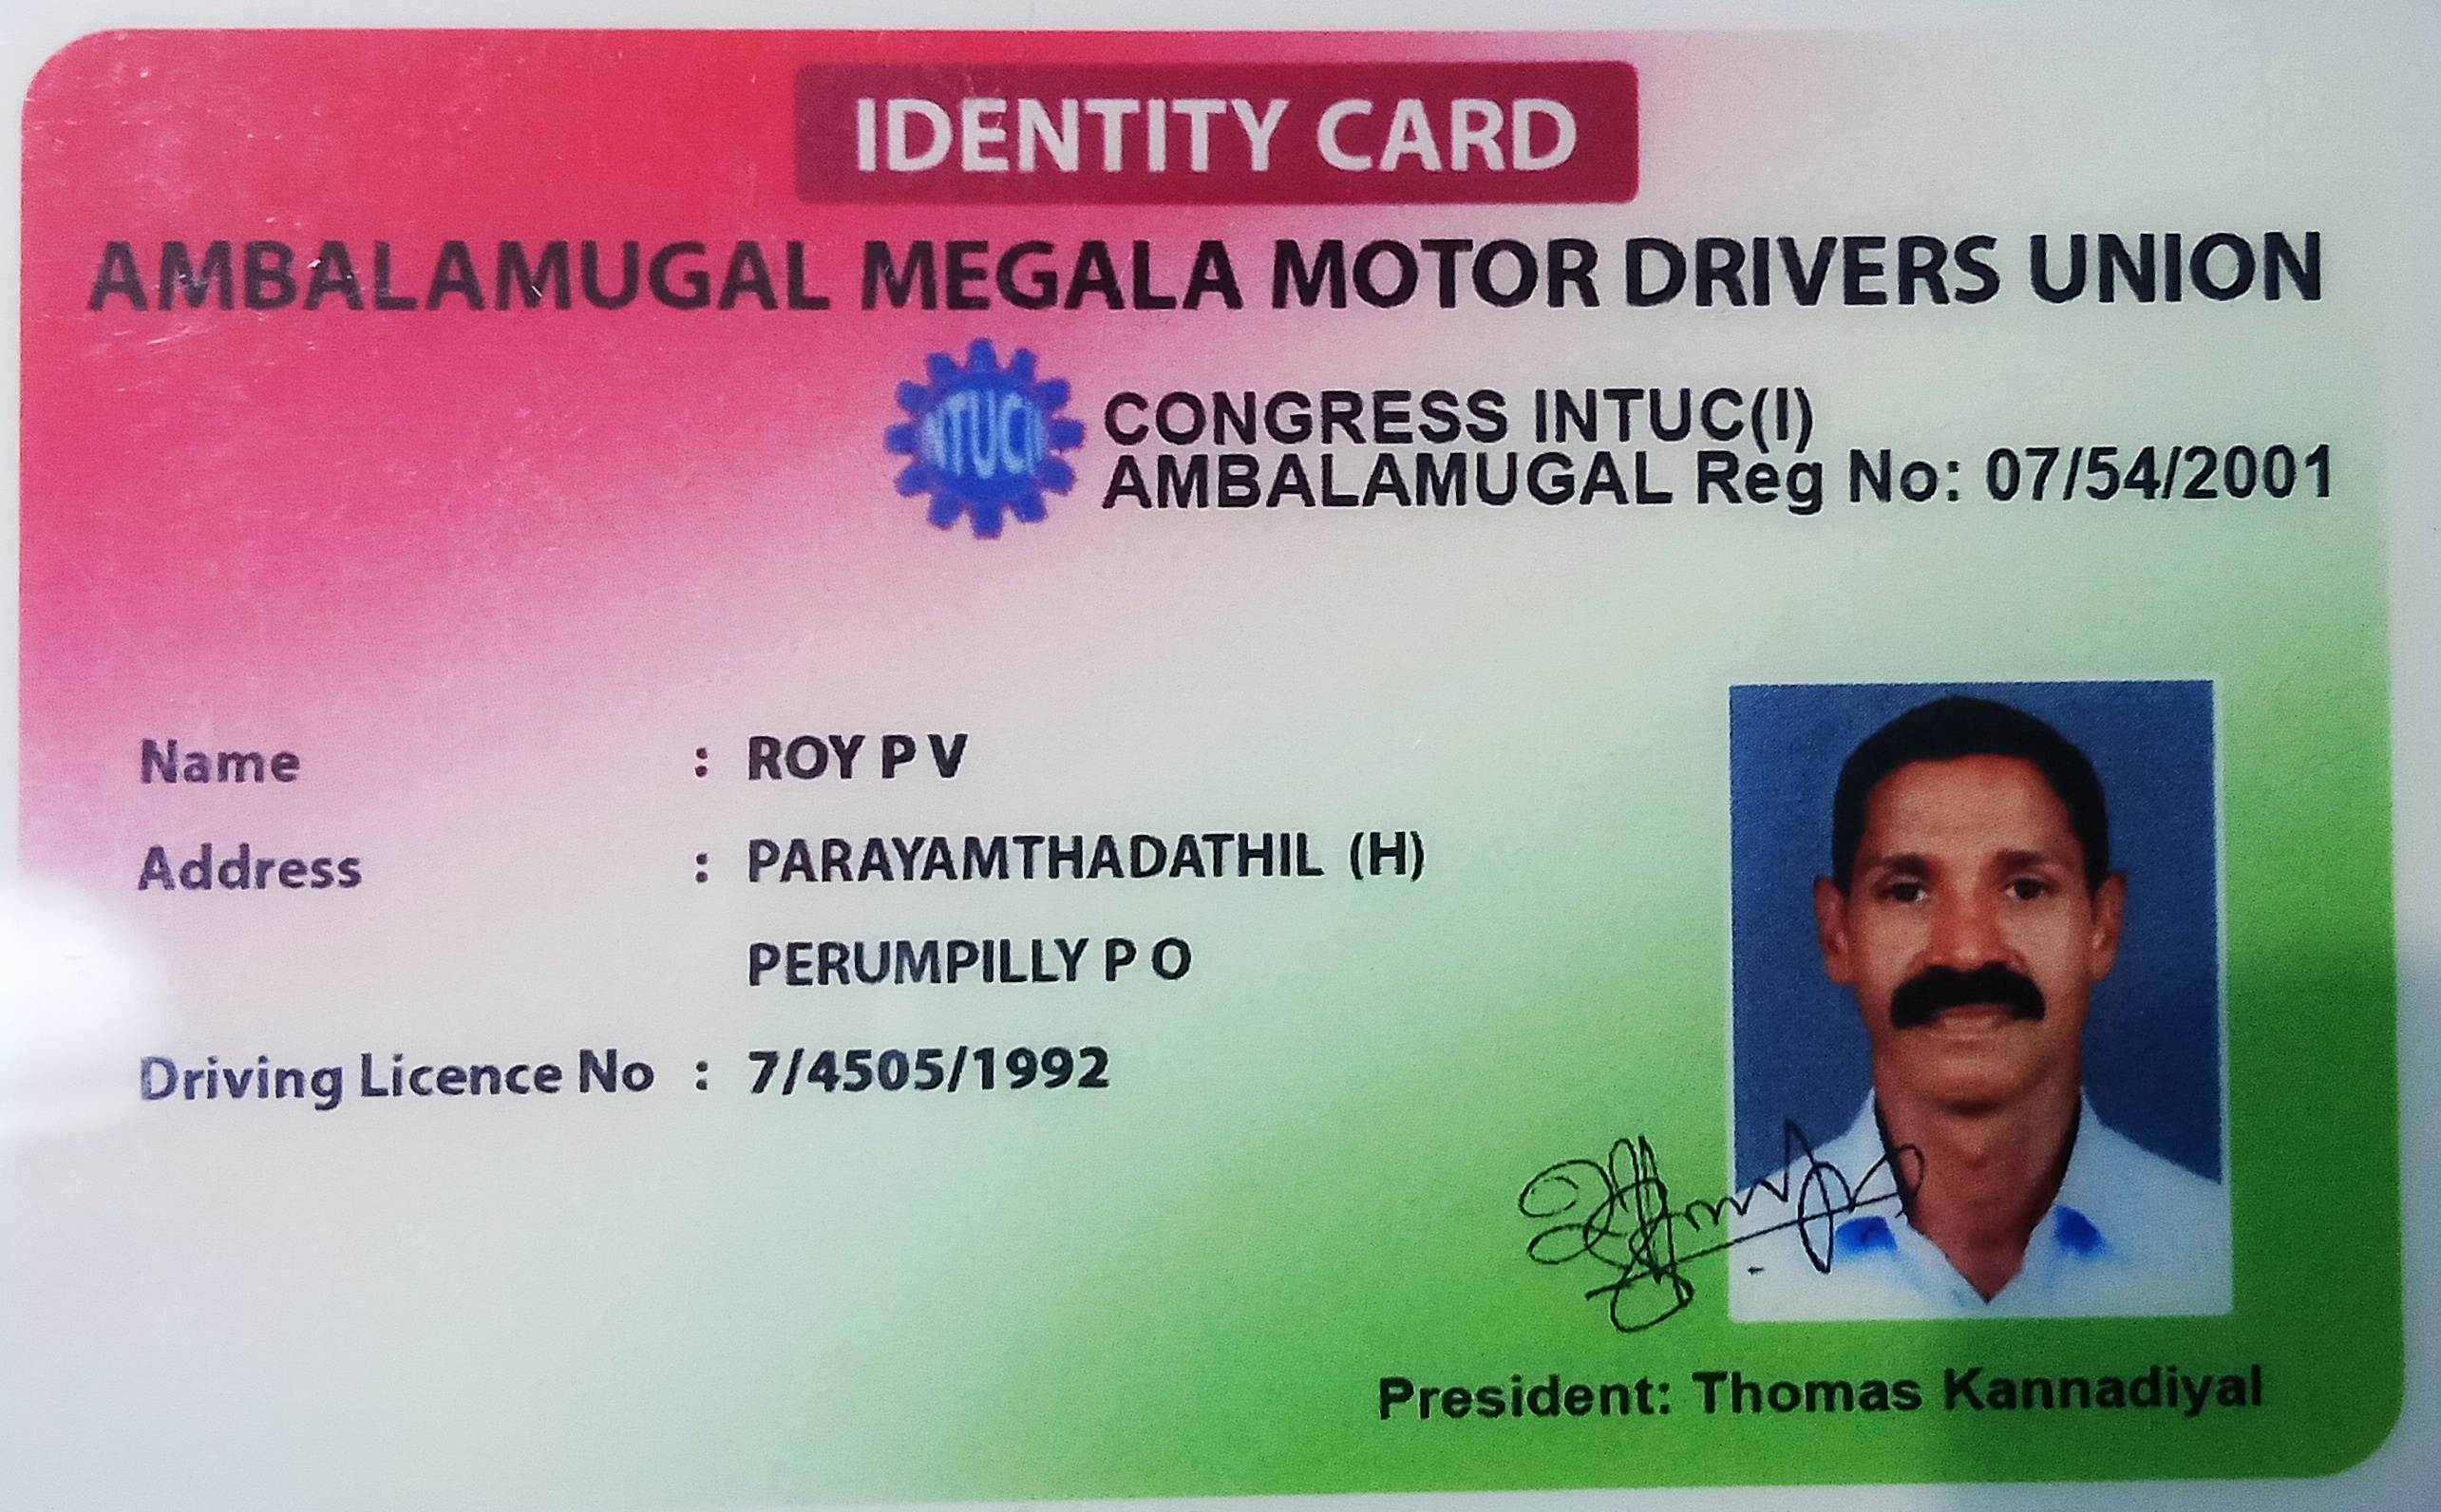 IDENTITY CARD
AMBALAMUGAL MEGALA MOTOR DRIVERS UNION
CONGRESS INTUC(I)
AMBALAMUGAL Reg No: 07/54/2001
Name : ROY P V
Address : PARAYAMTHADATHIL (H)
PERUMPILLY P O
Driving Licence No : 7/4505/1992
President: Thomas Kannadiyal